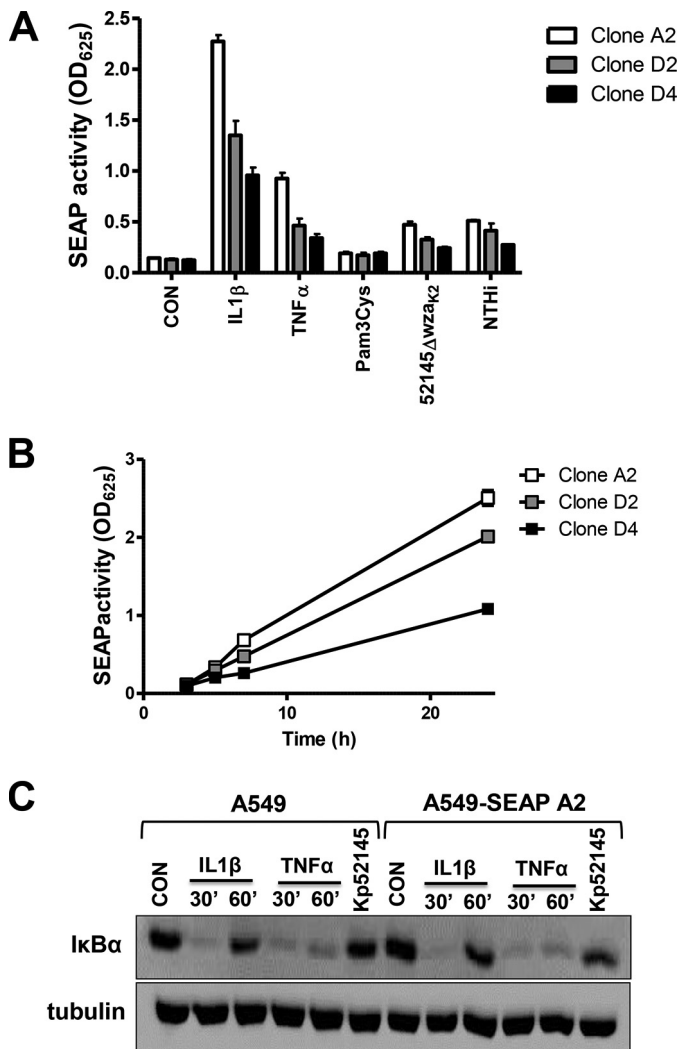 A
SEAP activity (OD625)
2.5
2.0
1.5
1.0
0.5
0.0
CON
IL1β
TNFα
Pam3Cys
52145ΔwzaK2
NTHi
Clone A2
Clone D2
Clone D4
B
SEAPactivity (OD625)
3
2
1
0
0 10 20
Time (h)
Clone A2
Clone D2
Clone D4
C
A549 A549-SEAP A2
CON IL1β TNFα Kp52145 CON IL1β TNFα Kp52145
30’ 60’ 30’ 60’ 30’ 60’ 30’ 60’
IκBα
tubulin